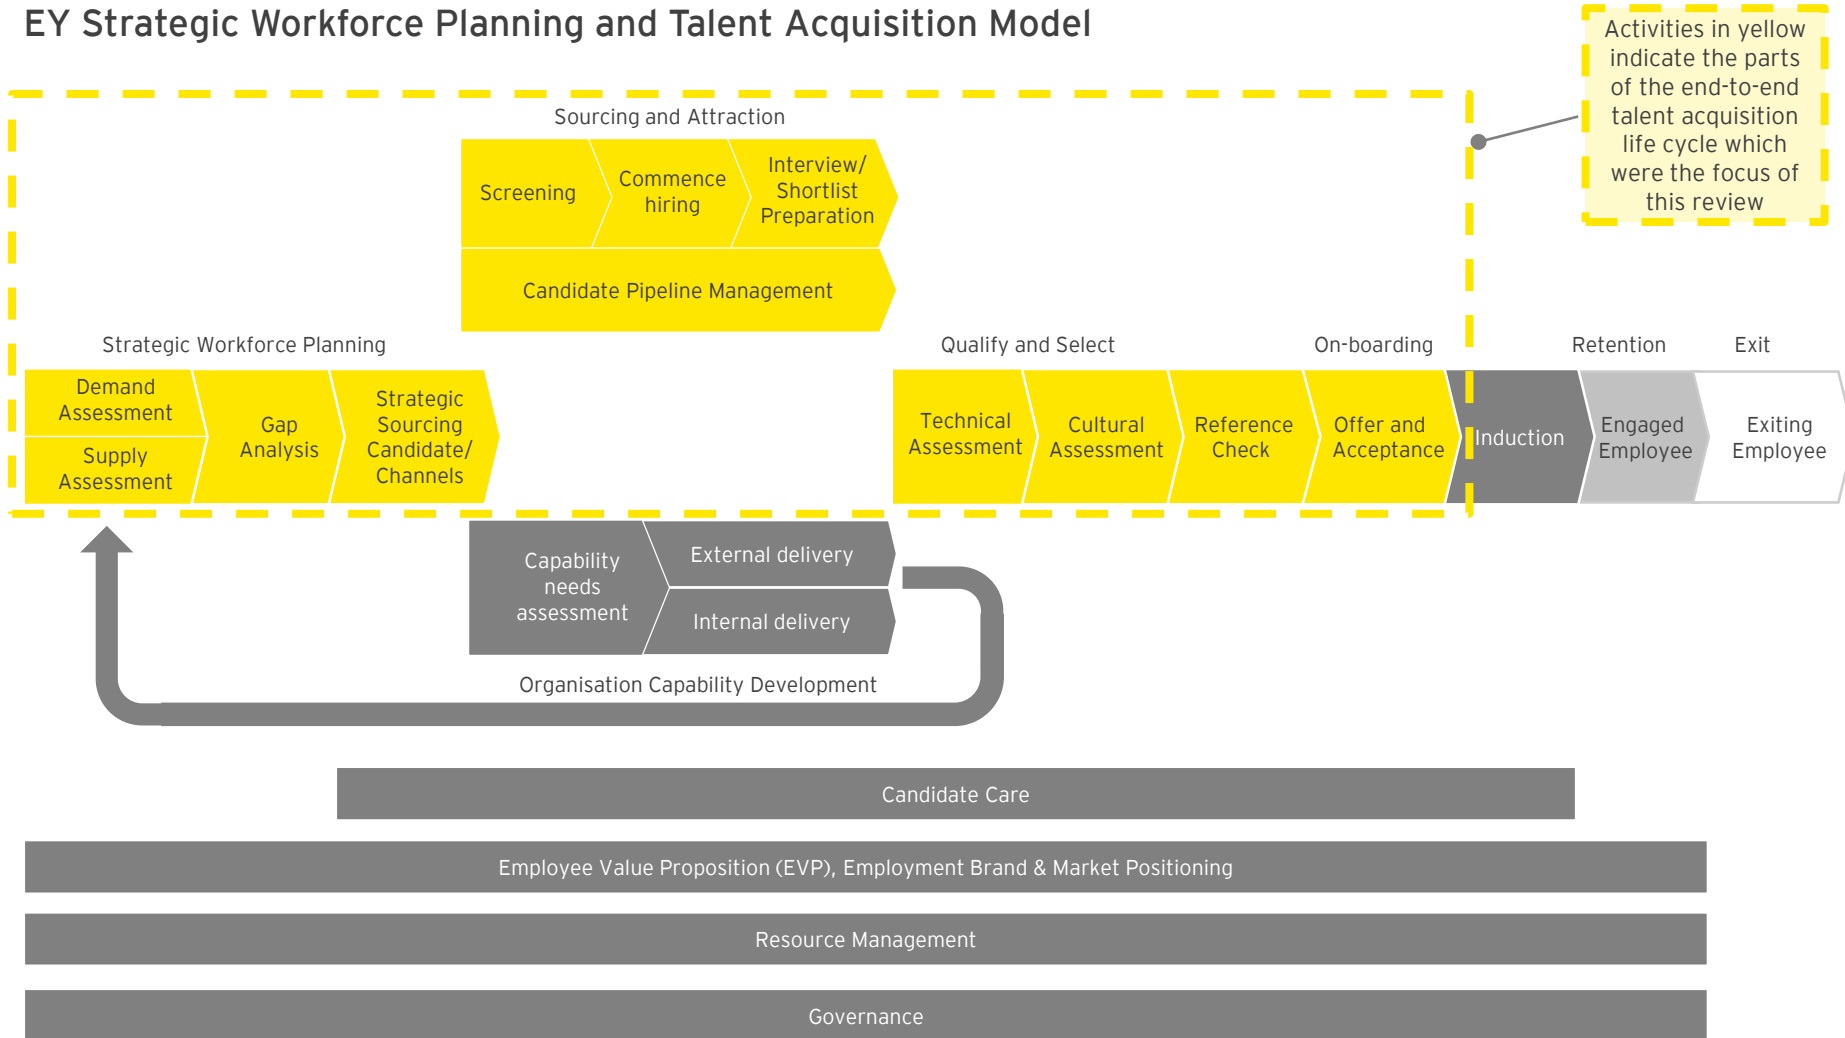 EY Strategic Workforce Planning and Talent Acquisition Model
Activities in yellow
indicate the parts
of the end-to-end
talent acquisition
life cycle which
were the focus of
this review
Sourcing and Attraction
Screening
Commence
hiring
Interview/
Shortlist
Preparation
Candidate Pipeline Management
Strategic Workforce Planning
Demand
Assessment
Supply
Assessment
Gap
Analysis
Strategic
Sourcing
Candidate/
Channels
Qualify and Select
Technical
Assessment
Cultural
Assessment
Reference
Check
On-boarding
Offer and
Acceptance
Induction
Retention
Engaged
Employee
Exit
Exiting
Employee
Capability
needs
assessment
External delivery
Internal delivery
Organisation Capability Development
Candidate Care
Employee Value Proposition (EVP), Employment Brand & Market Positioning
Resource Management
Governance